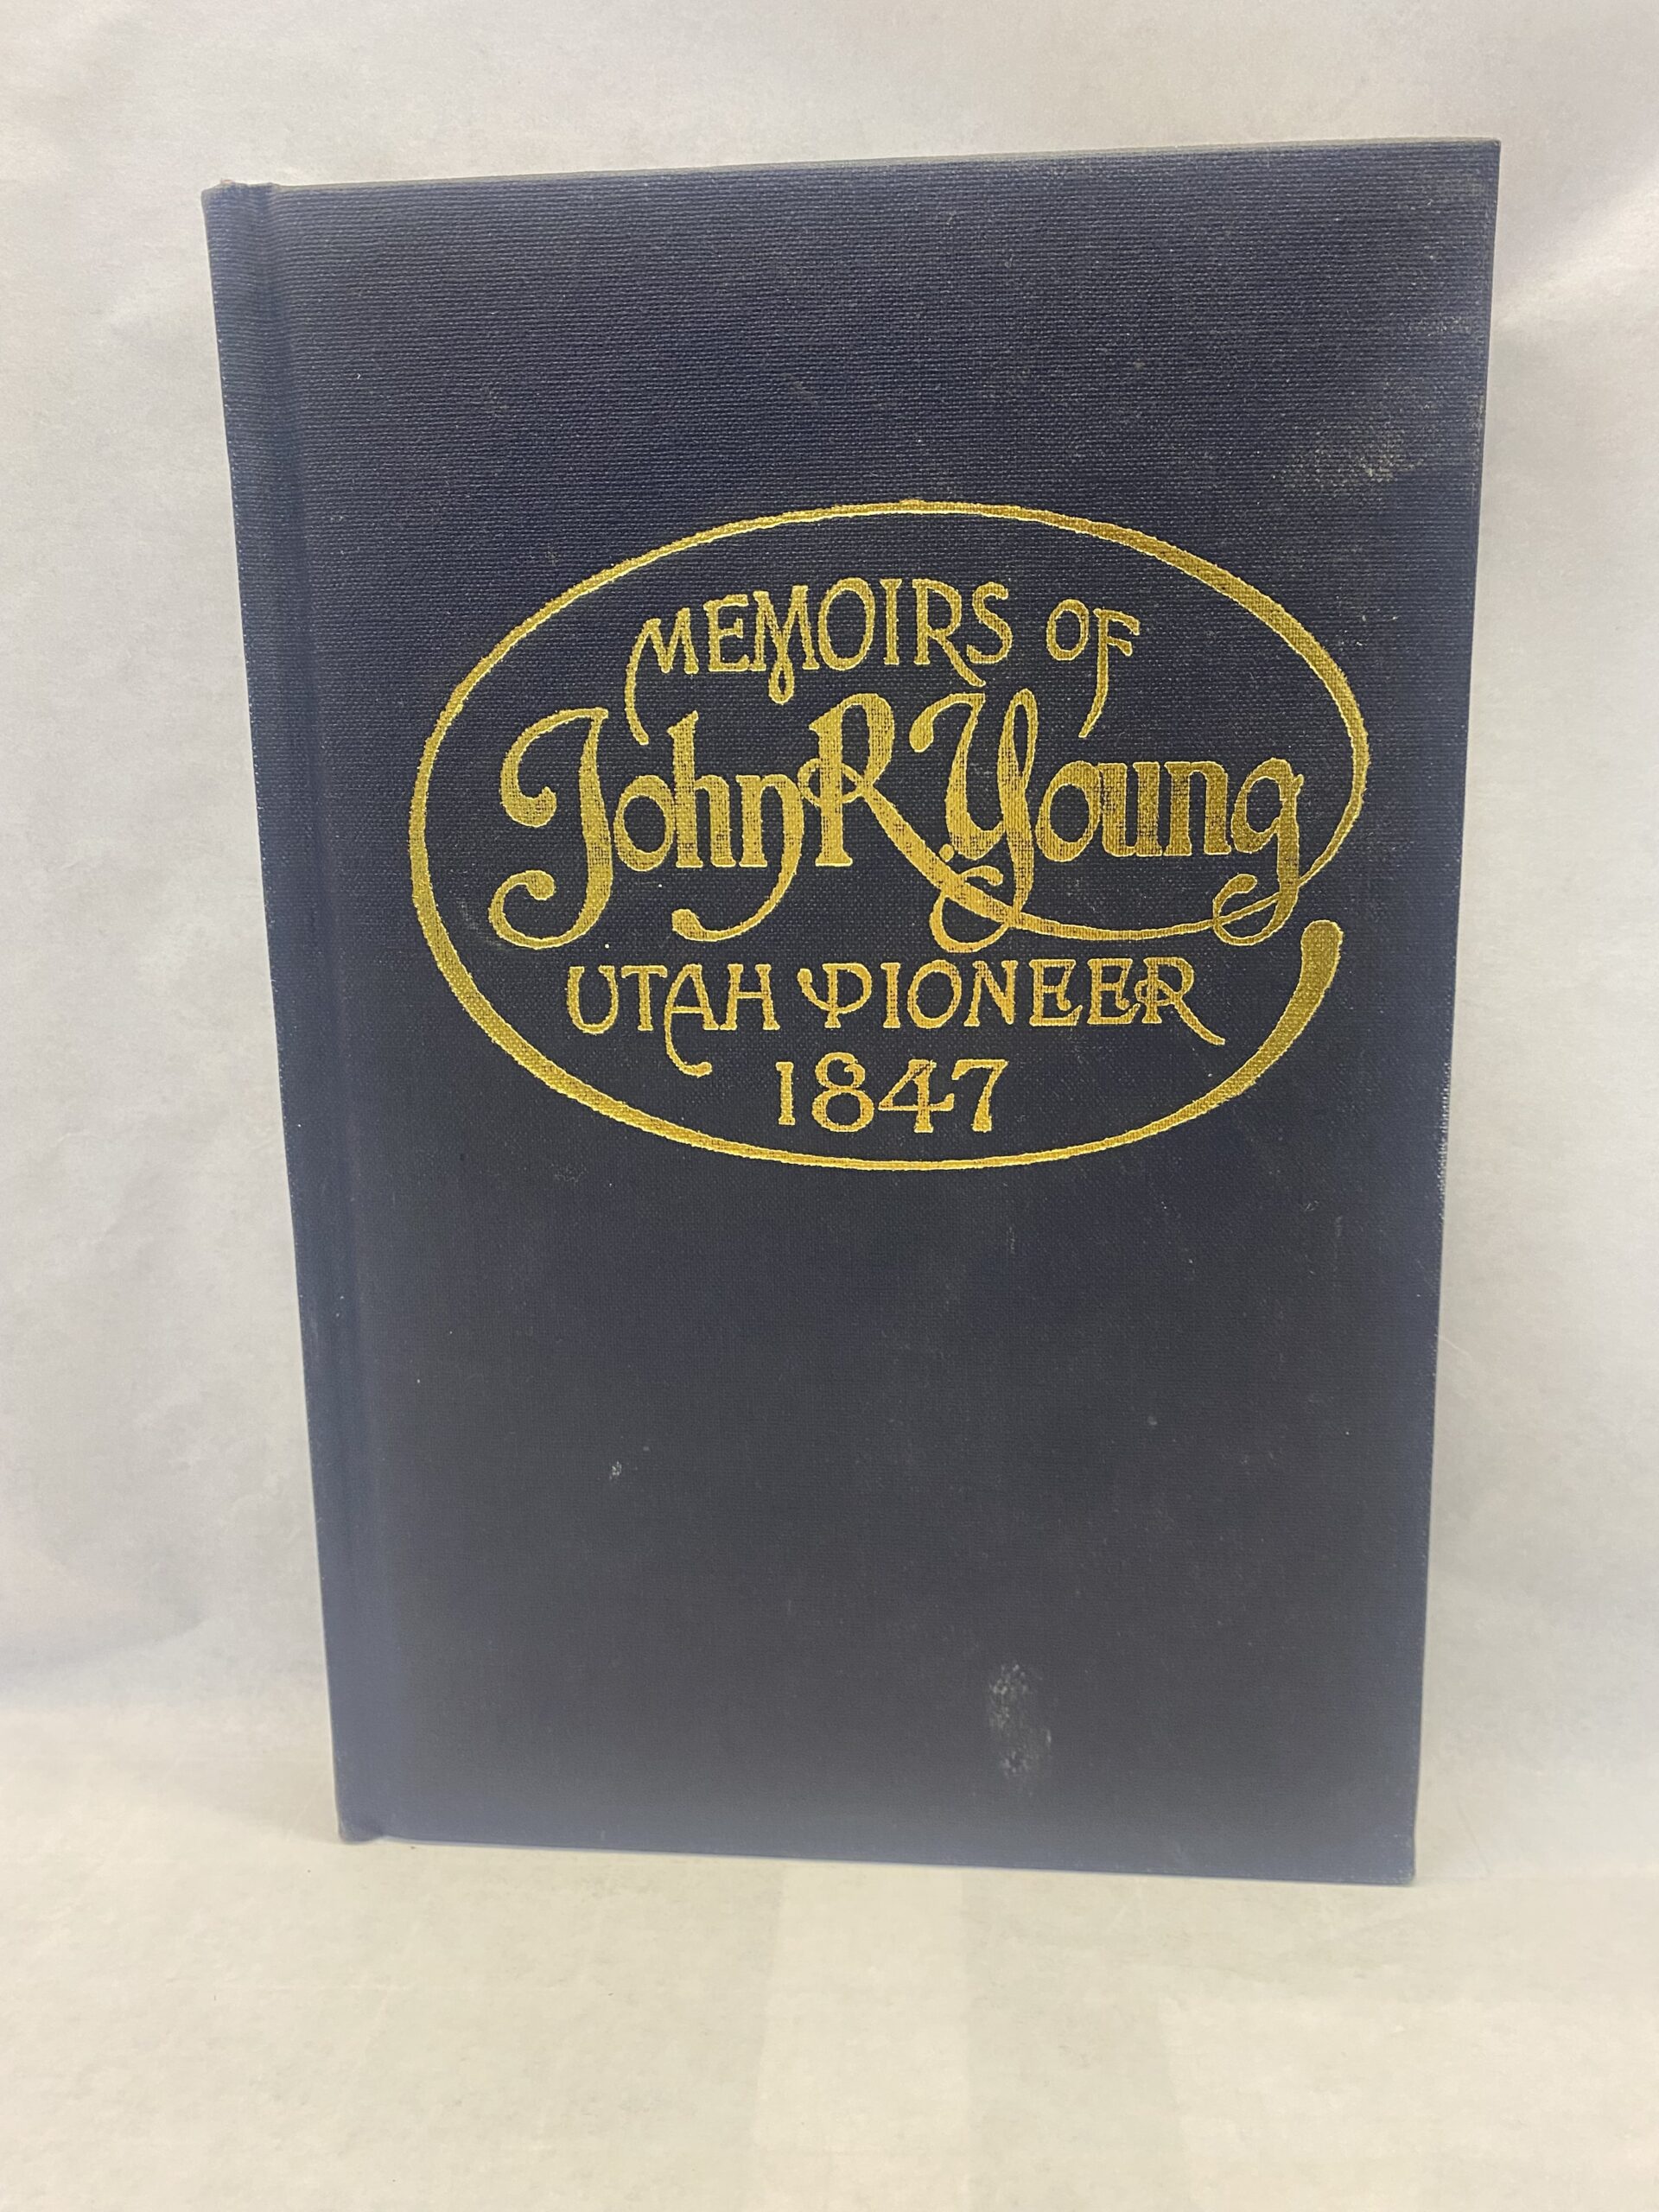 MEMOIRS OF
John R. Young
UTAH PIONEER
1847